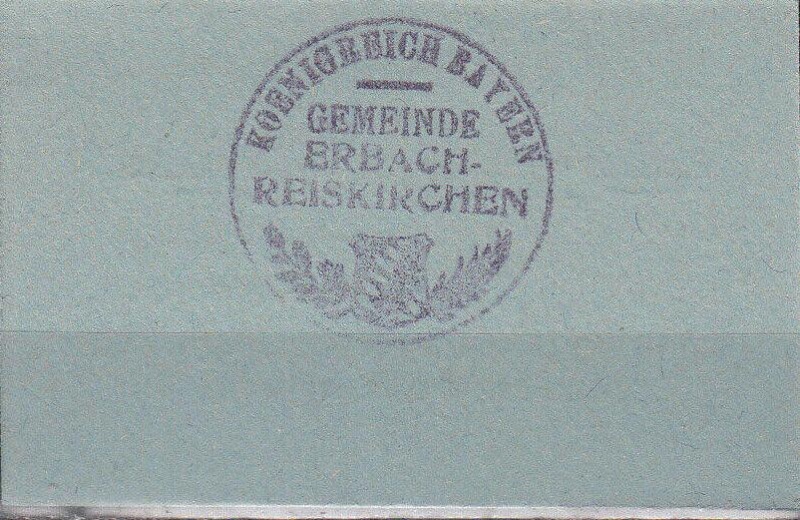 KOENIGREICH BAYERN
GEMEINDE
ERBACH-
REISKIRCHEN